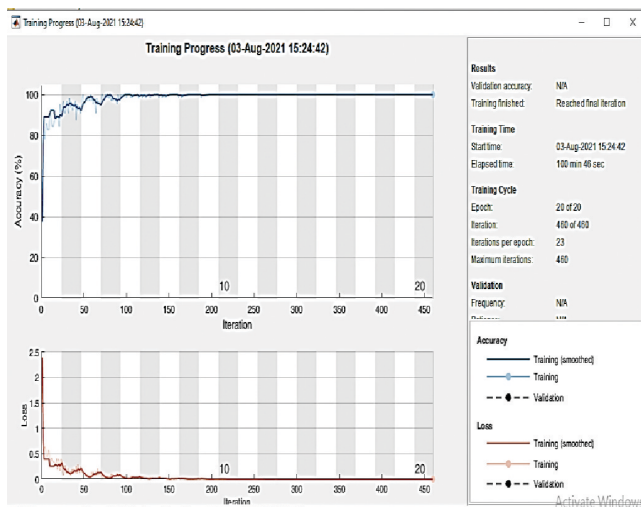 Training Progress (03-Aug-2021 15:24:42)
Training Progress (03-Aug-2021 15:24:42)
Accuracy (%)
100
80
60
40
20
0
10
20
0 50 100 150 200 250 300 350 400 450
Iteration
Loss
2.5
2
1.5
1
0.5
0
10
20
0 50 100 150 200 250 300 350 400 450
Iteration
Results
Validation accuracy: N/A
Training finished: Reached final iteration
Training Time
Start time: 03-Aug-2021 15:24:42
Elapsed time: 100 min 46 sec
Training Cycle
Epoch: 20 of 20
Iteration: 460 of 460
Iterations per epoch: 23
Maximum iterations: 460
Validation
Frequency: N/A
Accuracy
Training (smoothed)
Training
Validation
Loss
Training (smoothed)
Training
Validation
Activate Windows